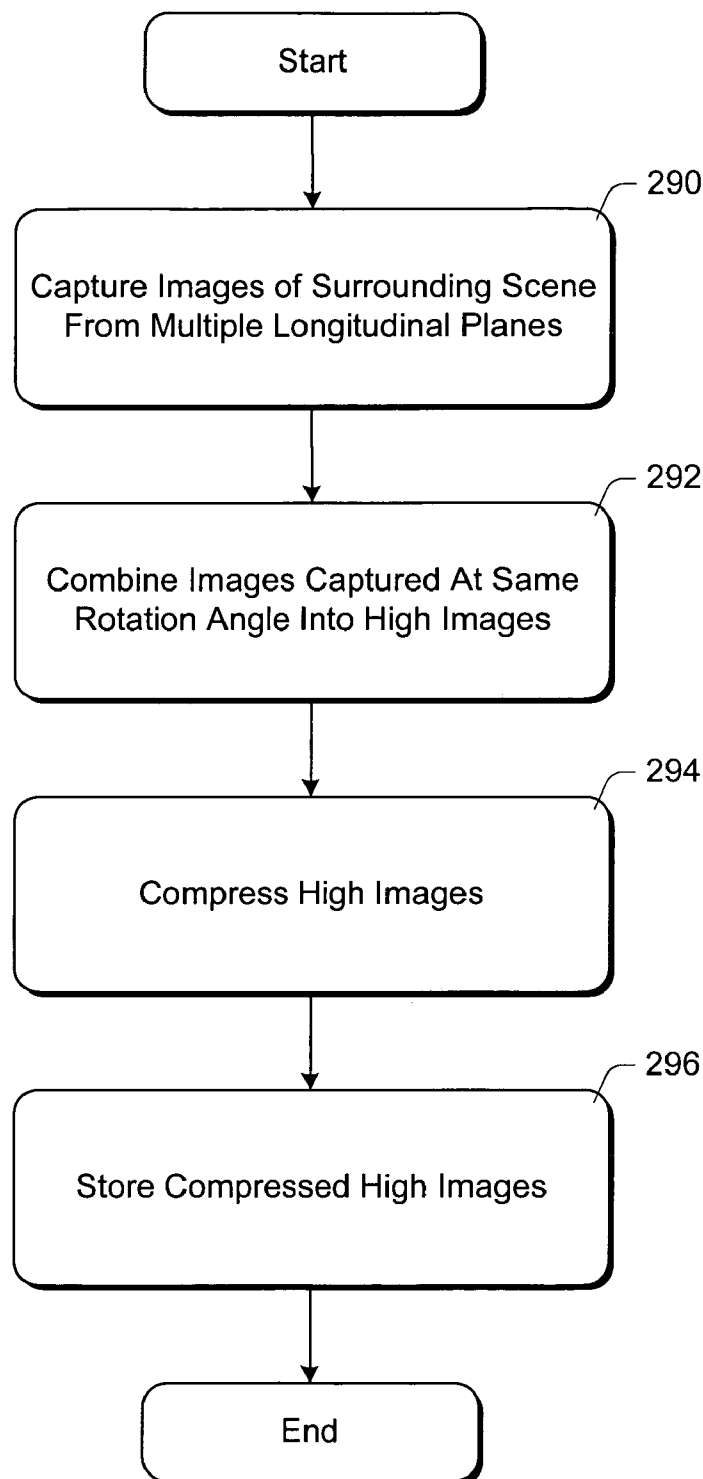 Start
290
Capture Images of Surrounding Scene
From Multiple Longitudinal Planes
292
Combine Images Captured At Same
Rotation Angle Into High Images
294
Compress High Images
296
Store Compressed High Images
End